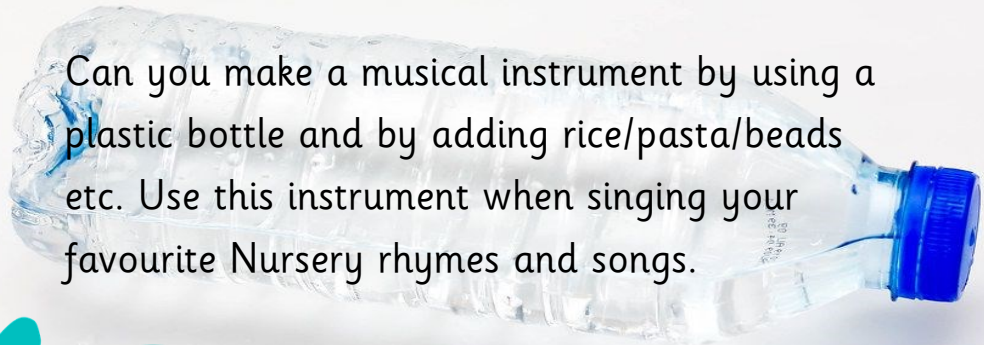 Can you make a musical instrument by using a
plastic bottle and by adding rice/pasta/beads
etc. Use this instrument when singing your
favourite Nursery rhymes and songs.